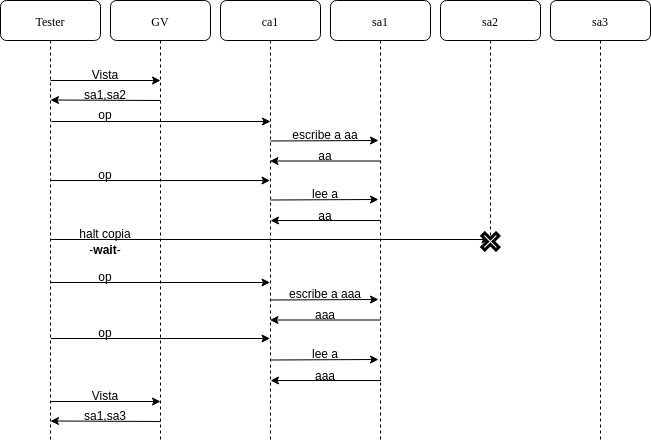 Tester
GV
ca1
sa1
sa2
sa3
Vista
sa1,sa2
op
escribe a aa
aa
op
lee a
aa
halt copia
-wait-
op
escribe a aaa
aaa
op
lee a
aaa
Vista
sa1,sa3